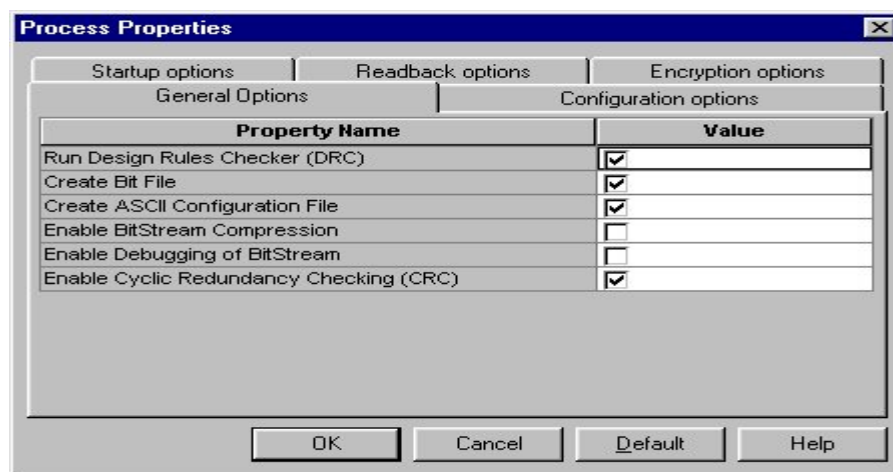 Process Properties
Startup options Readback options Encryption options
General Options Configuration options
Property Name Value
Run Design Rules Checker (DRC)
Create Bit File
Create ASCII Configuration File
Enable BitStream Compression
Enable Debugging of BitStream
Enable Cyclic Redundancy Checking (CRC)
OK Cancel Default Help